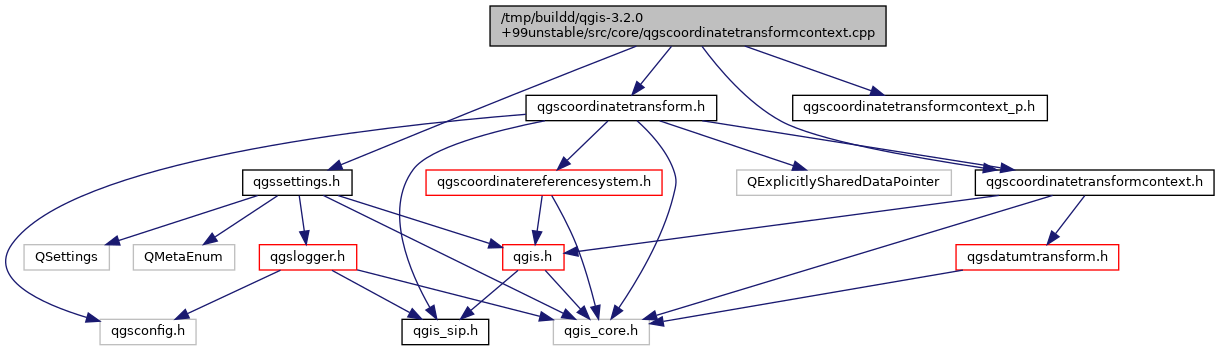 /tmp/buildd/qgis-3.2.0
+99unstable/src/core/qgscoordinatetransformcontext.cpp
qgscoordinatetransform.h
qgscoordinatetransformcontext_p.h
qgssettings.h
qgscoordinatereferencesystem.h
QExplicitlySharedDataPointer
qgscoordinatetransformcontext.h
QSettings
QMetaEnum
qgslogger.h
qgis.h
qgsdatumtransform.h
qgsconfig.h
qgis_sip.h
qgis_core.h